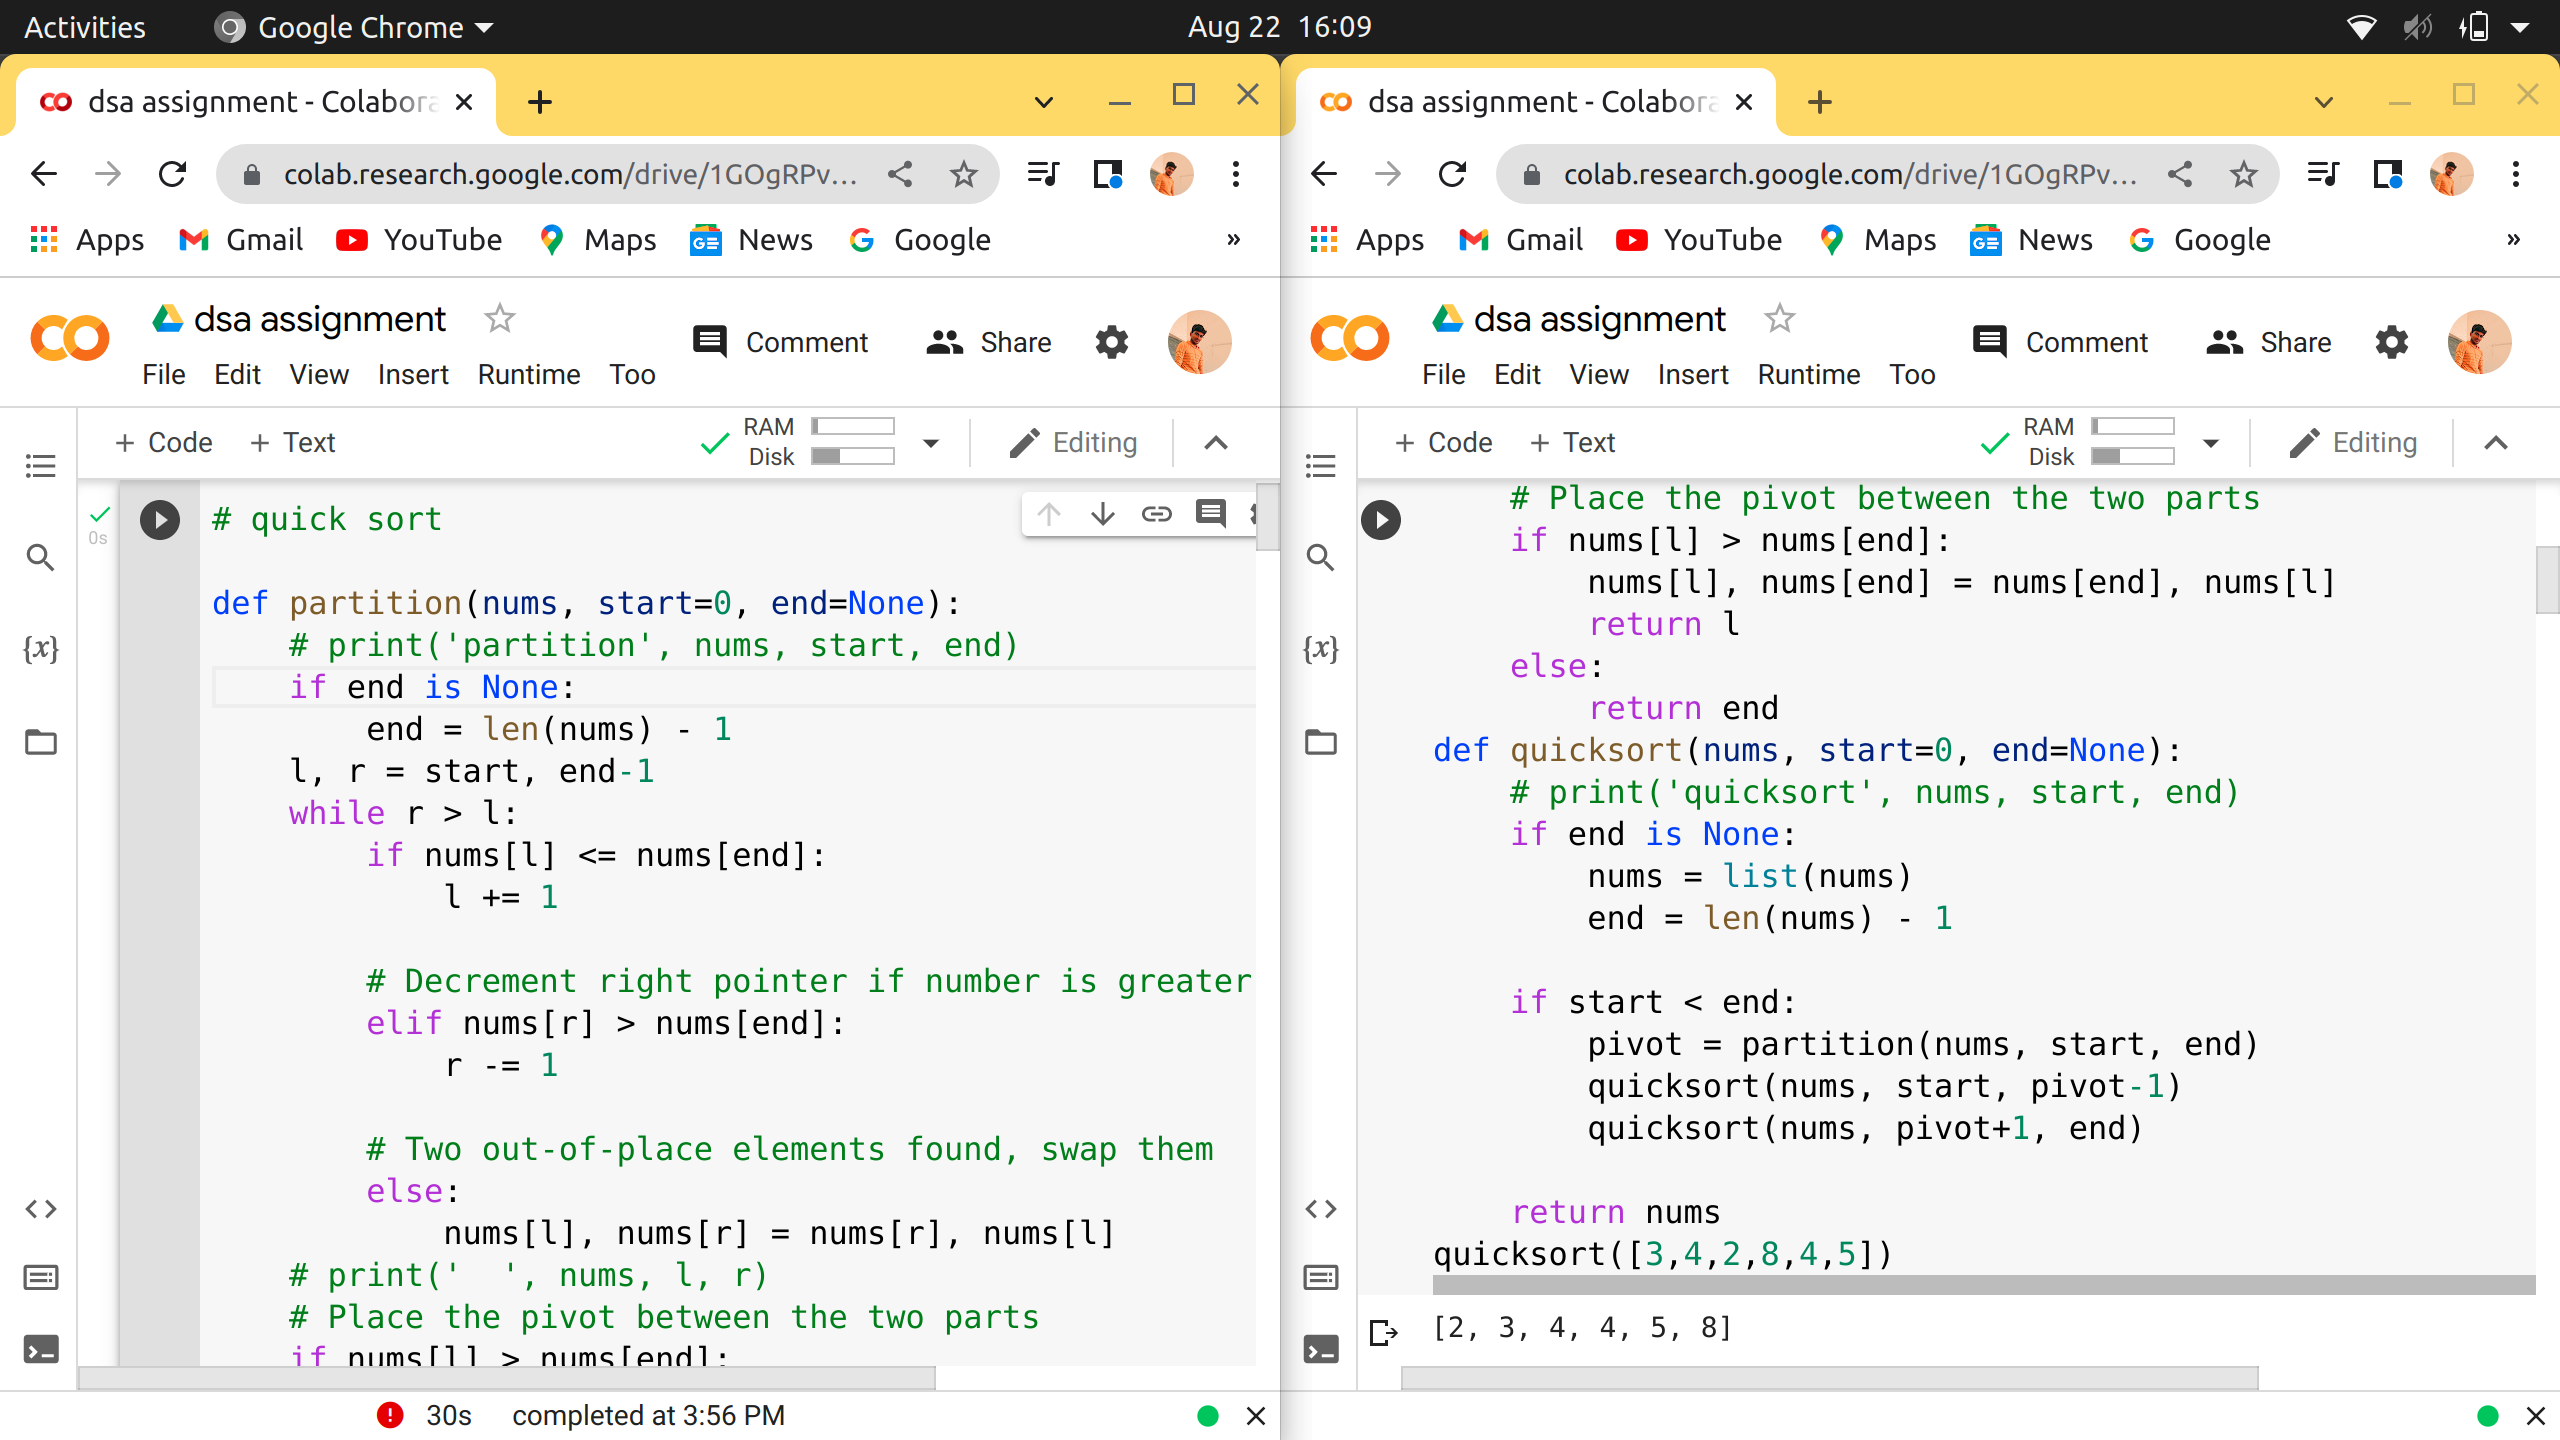 Activities
Google Chrome
Aug 22 16:09
dsa assignment - Colabora
colab.research.google.com/drive/1GOgRPv...
Apps
Gmail
YouTube
Maps
News
Google
»
dsa assignment
File Edit View Insert Runtime Too
Comment
Share
+ Code
+ Text
RAM
Disk
Editing
0s
{x}
# quick sort
def partition(nums, start=0, end=None):
    # print('partition', nums, start, end)
    if end is None:
        end = len(nums) - 1
    l, r = start, end-1
    while r > l:
        if nums[l] <= nums[end]:
            l += 1
        # Decrement right pointer if number is greater
        elif nums[r] > nums[end]:
            r -= 1
        # Two out-of-place elements found, swap them
        else:
            nums[l], nums[r] = nums[r], nums[l]
    # print('  ', nums, l, r)
    # Place the pivot between the two parts
    if nums[l] > nums[end]:
30s
completed at 3:56 PM
dsa assignment - Colabora
colab.research.google.com/drive/1GOgRPv...
Apps
Gmail
YouTube
Maps
News
Google
»
dsa assignment
File Edit View Insert Runtime Too
Comment
Share
+ Code
+ Text
RAM
Disk
Editing
{x}
    # Place the pivot between the two parts
    if nums[l] > nums[end]:
        nums[l], nums[end] = nums[end], nums[l]
        return l
    else:
        return end
def quicksort(nums, start=0, end=None):
    # print('quicksort', nums, start, end)
    if end is None:
        nums = list(nums)
        end = len(nums) - 1
    if start < end:
        pivot = partition(nums, start, end)
        quicksort(nums, start, pivot-1)
        quicksort(nums, pivot+1, end)
    return nums
quicksort([3,4,2,8,4,5])
[2, 3, 4, 4, 5, 8]